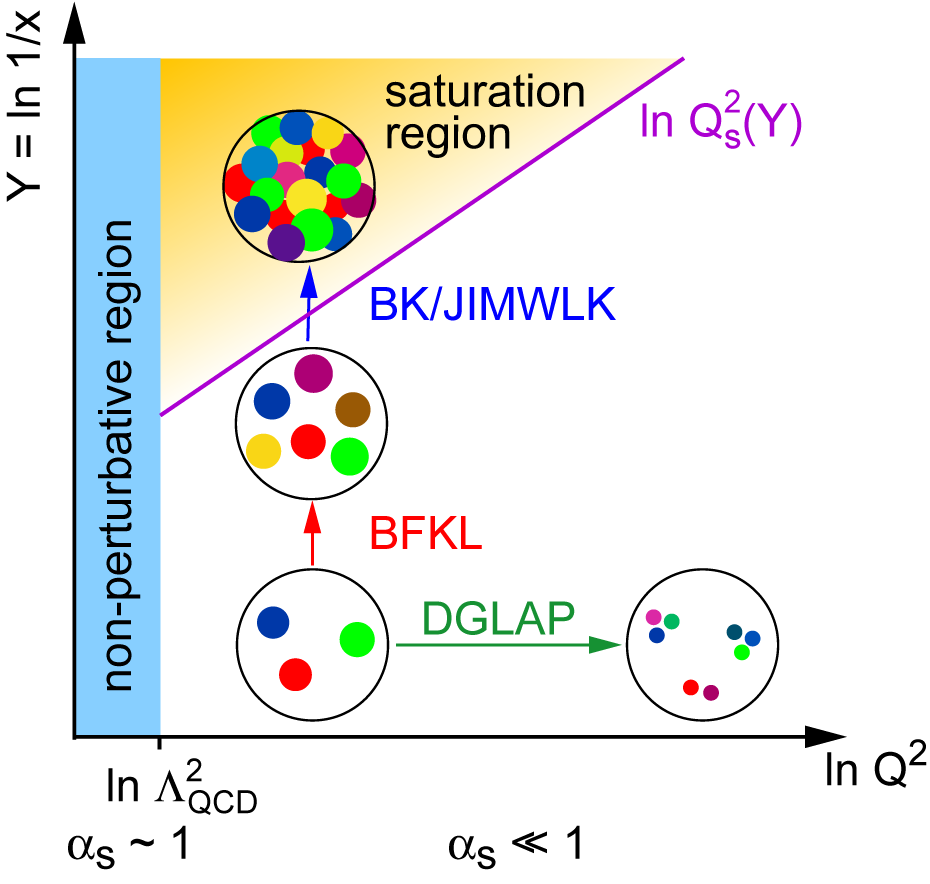 Y = ln 1/x
saturation
region
ln Q²ₛ(Y)
non-perturbative region
BK/JIMWLK
BFKL
DGLAP
ln Λ²QCD
ln Q²
αₛ ~ 1
αₛ ≪ 1